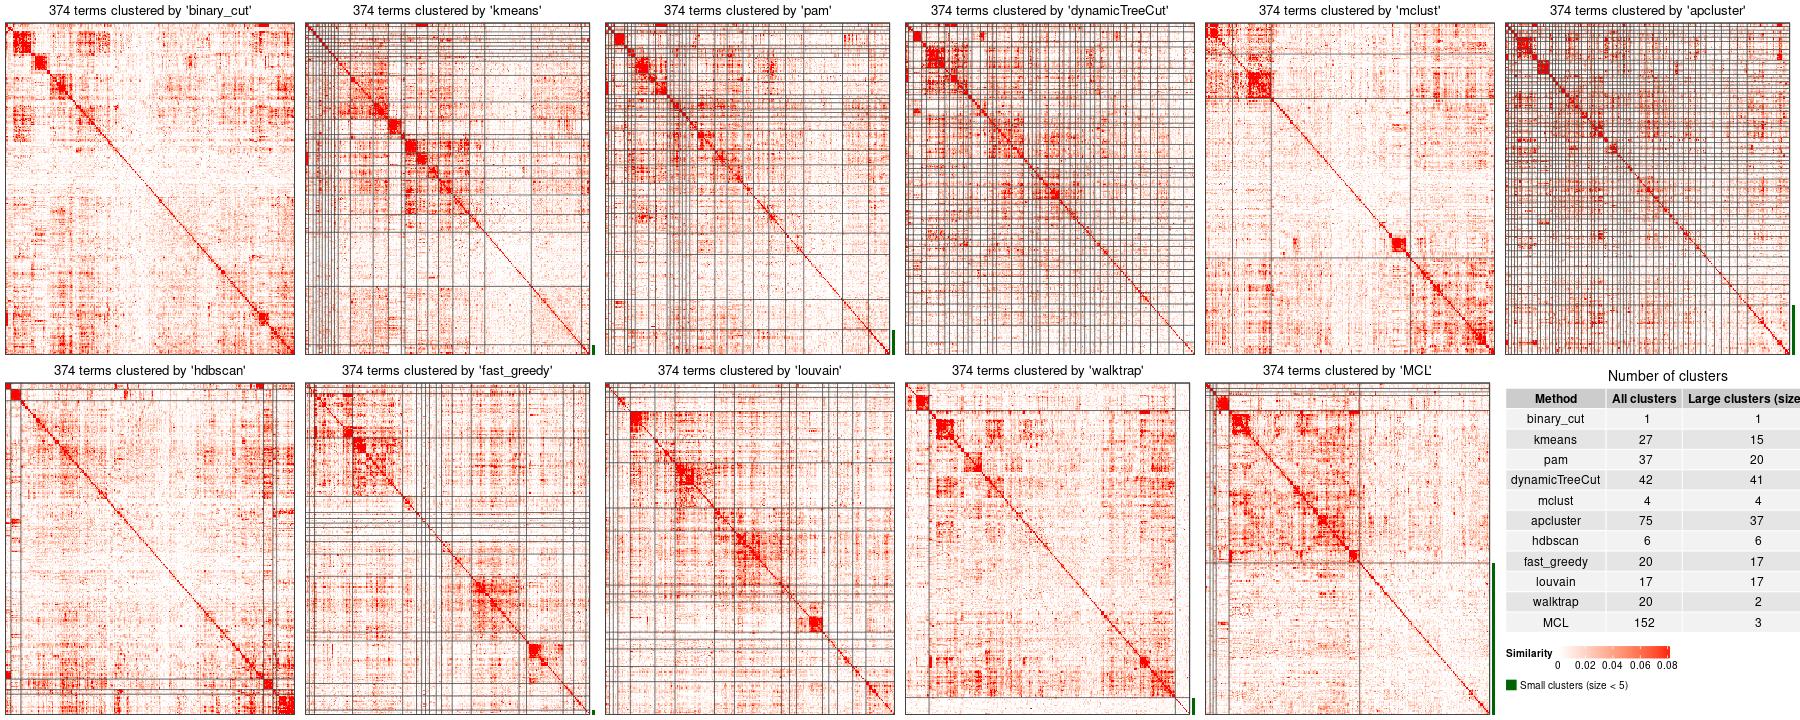 374 terms clustered by 'binary_cut'
374 terms clustered by 'kmeans'
374 terms clustered by 'pam'
374 terms clustered by 'dynamicTreeCut'
374 terms clustered by 'mclust'
374 terms clustered by 'apcluster'
374 terms clustered by 'hdbscan'
374 terms clustered by 'fast_greedy'
374 terms clustered by 'louvain'
374 terms clustered by 'walktrap'
374 terms clustered by 'MCL'
Number of clusters
Method All clusters Large clusters (size
binary_cut 1 1
kmeans 27 15
pam 37 20
dynamicTreeCut 42 41
mclust 4 4
apcluster 75 37
hdbscan 6 6
fast_greedy 20 17
louvain 17 17
walktrap 20 2
MCL 152 3
Similarity
0 0.02 0.04 0.06 0.08
Small clusters (size < 5)